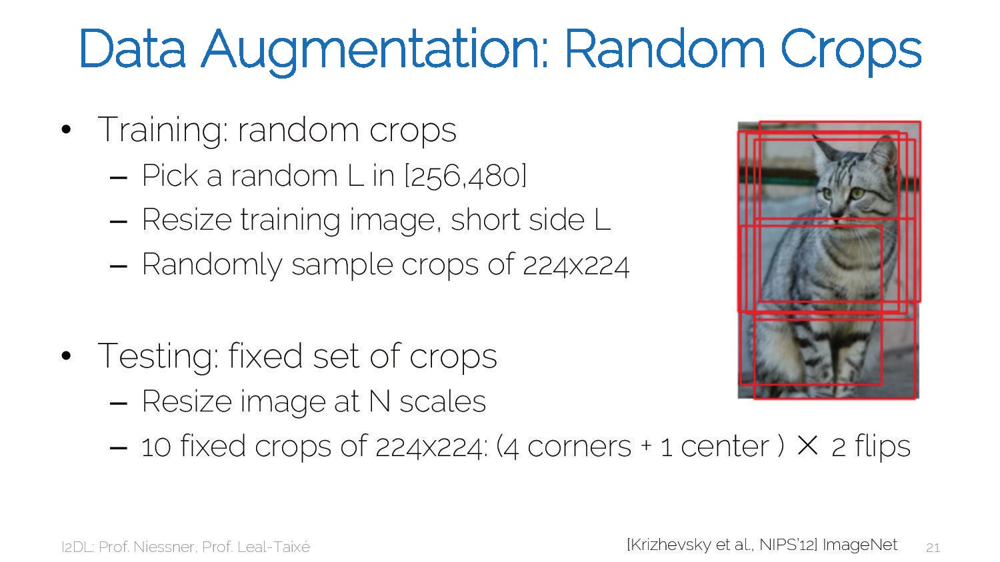 Data Augmentation: Random Crops
• Training: random crops
– Pick a random L in [256,480]
– Resize training image, short side L
– Randomly sample crops of 224x224
• Testing: fixed set of crops
– Resize image at N scales
– 10 fixed crops of 224x224: (4 corners + 1 center ) × 2 flips
I2DL: Prof. Niessner, Prof. Leal-Taixé
[Krizhevsky et al., NIPS'12] ImageNet
21